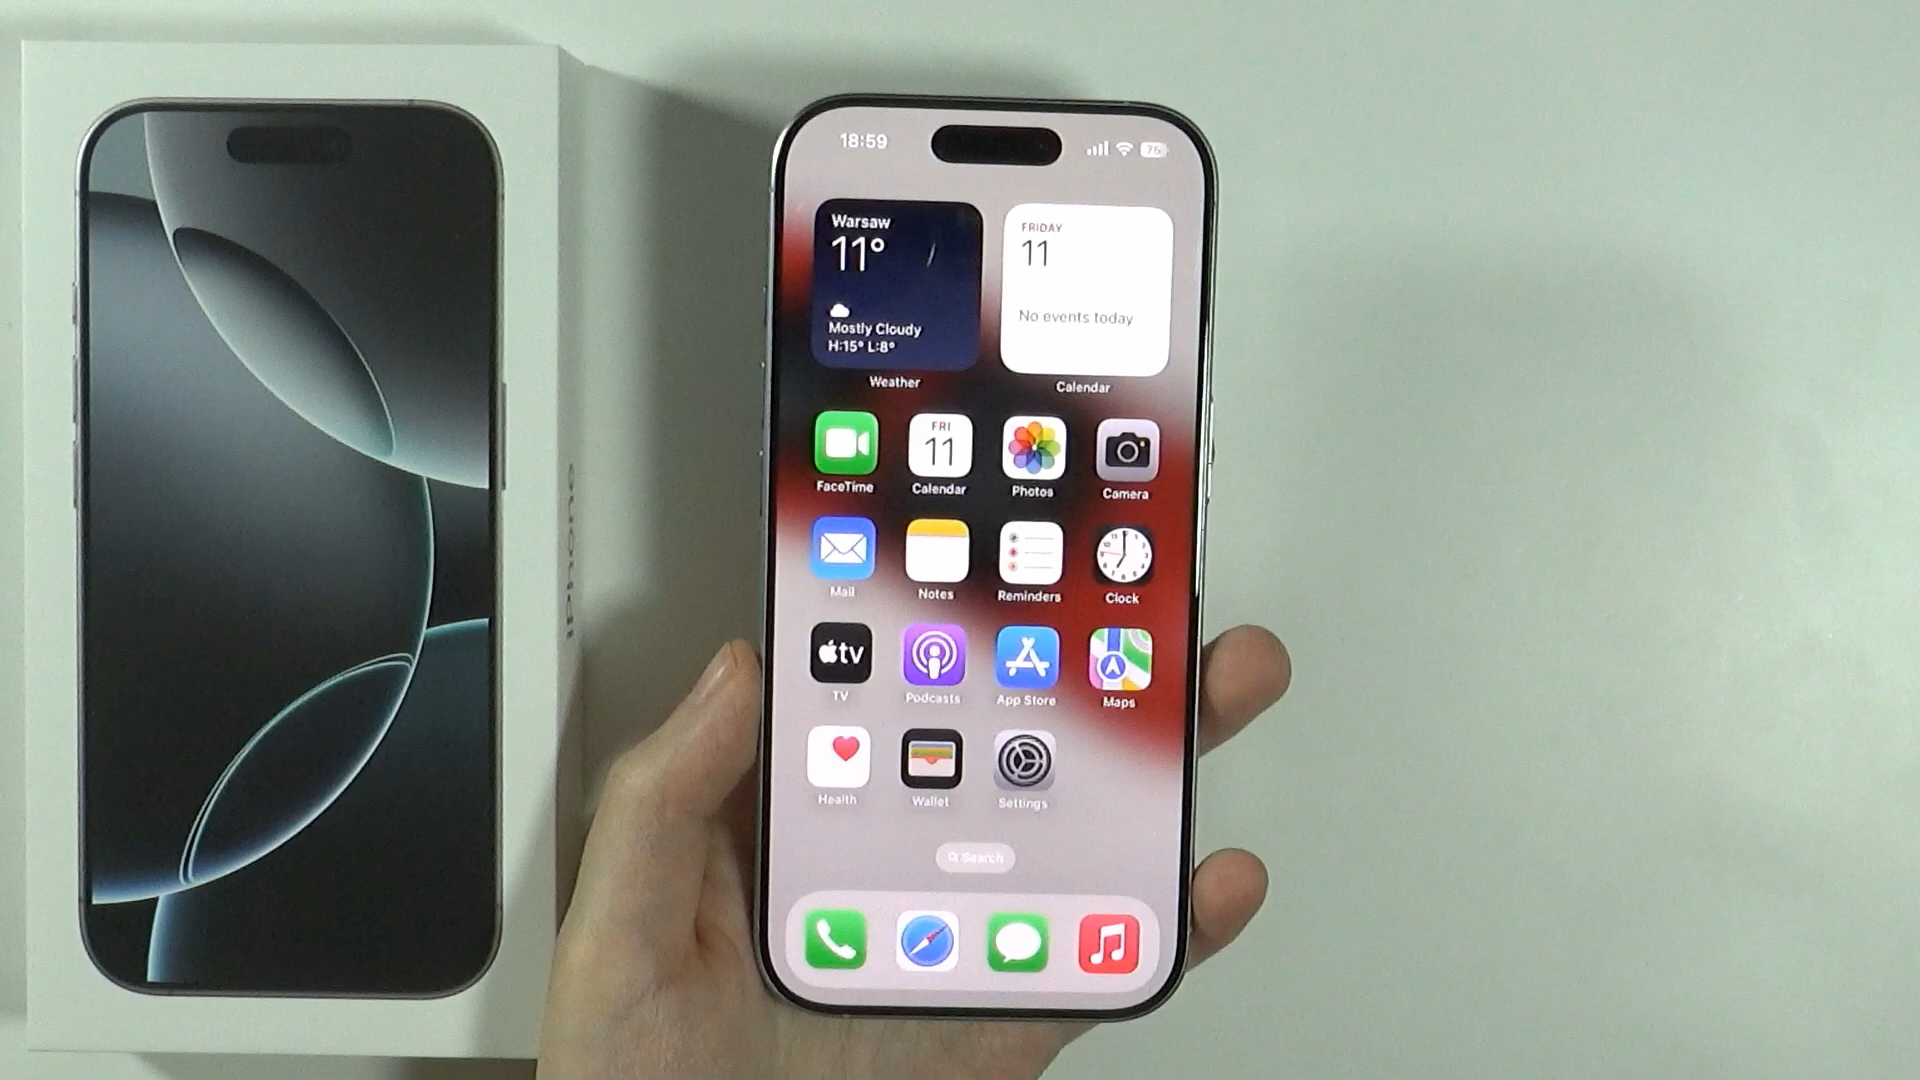 iPhone
18:59
76
Warsaw
11°
Mostly Cloudy
H:15° L:8°
Weather
FRIDAY
11
No events today
Calendar
FaceTime
FRI
11
Calendar
Photos
Camera
Mail
Notes
Reminders
Clock
tv
TV
Podcasts
App Store
Maps
Health
Wallet
Settings
Search